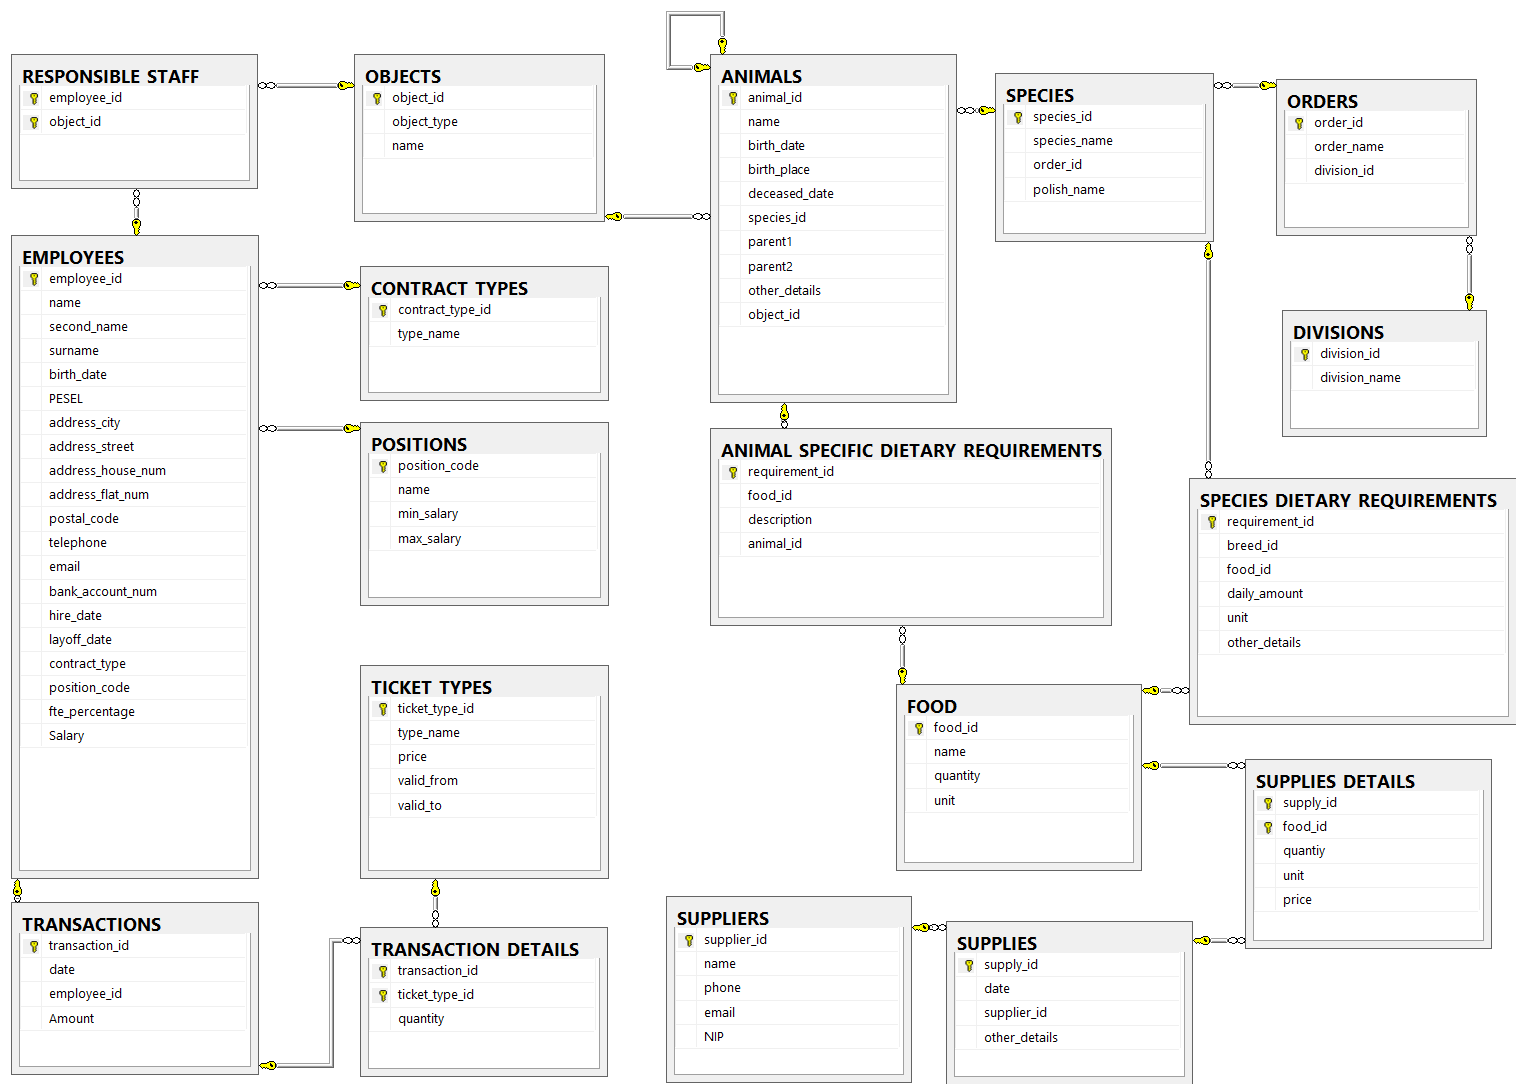 RESPONSIBLE STAFF
employee_id
object_id
OBJECTS
object_id
object_type
name
ANIMALS
animal_id
name
birth_date
birth_place
deceased_date
species_id
parent1
parent2
other_details
object_id
SPECIES
species_id
species_name
order_id
polish_name
ORDERS
order_id
order_name
division_id
EMPLOYEES
employee_id
name
second_name
surname
birth_date
PESEL
address_city
address_street
address_house_num
address_flat_num
postal_code
telephone
email
bank_account_num
hire_date
layoff_date
contract_type
position_code
fte_percentage
Salary
CONTRACT TYPES
contract_type_id
type_name
DIVISIONS
division_id
division_name
POSITIONS
position_code
name
min_salary
max_salary
ANIMAL SPECIFIC DIETARY REQUIREMENTS
requirement_id
food_id
description
animal_id
SPECIES DIETARY REQUIREMENTS
requirement_id
breed_id
food_id
daily_amount
unit
other_details
TICKET TYPES
ticket_type_id
type_name
price
valid_from
valid_to
FOOD
food_id
name
quantity
unit
SUPPLIES DETAILS
supply_id
food_id
quantiy
unit
price
TRANSACTIONS
transaction_id
date
employee_id
Amount
TRANSACTION DETAILS
transaction_id
ticket_type_id
quantity
SUPPLIERS
supplier_id
name
phone
email
NIP
SUPPLIES
supply_id
date
supplier_id
other_details